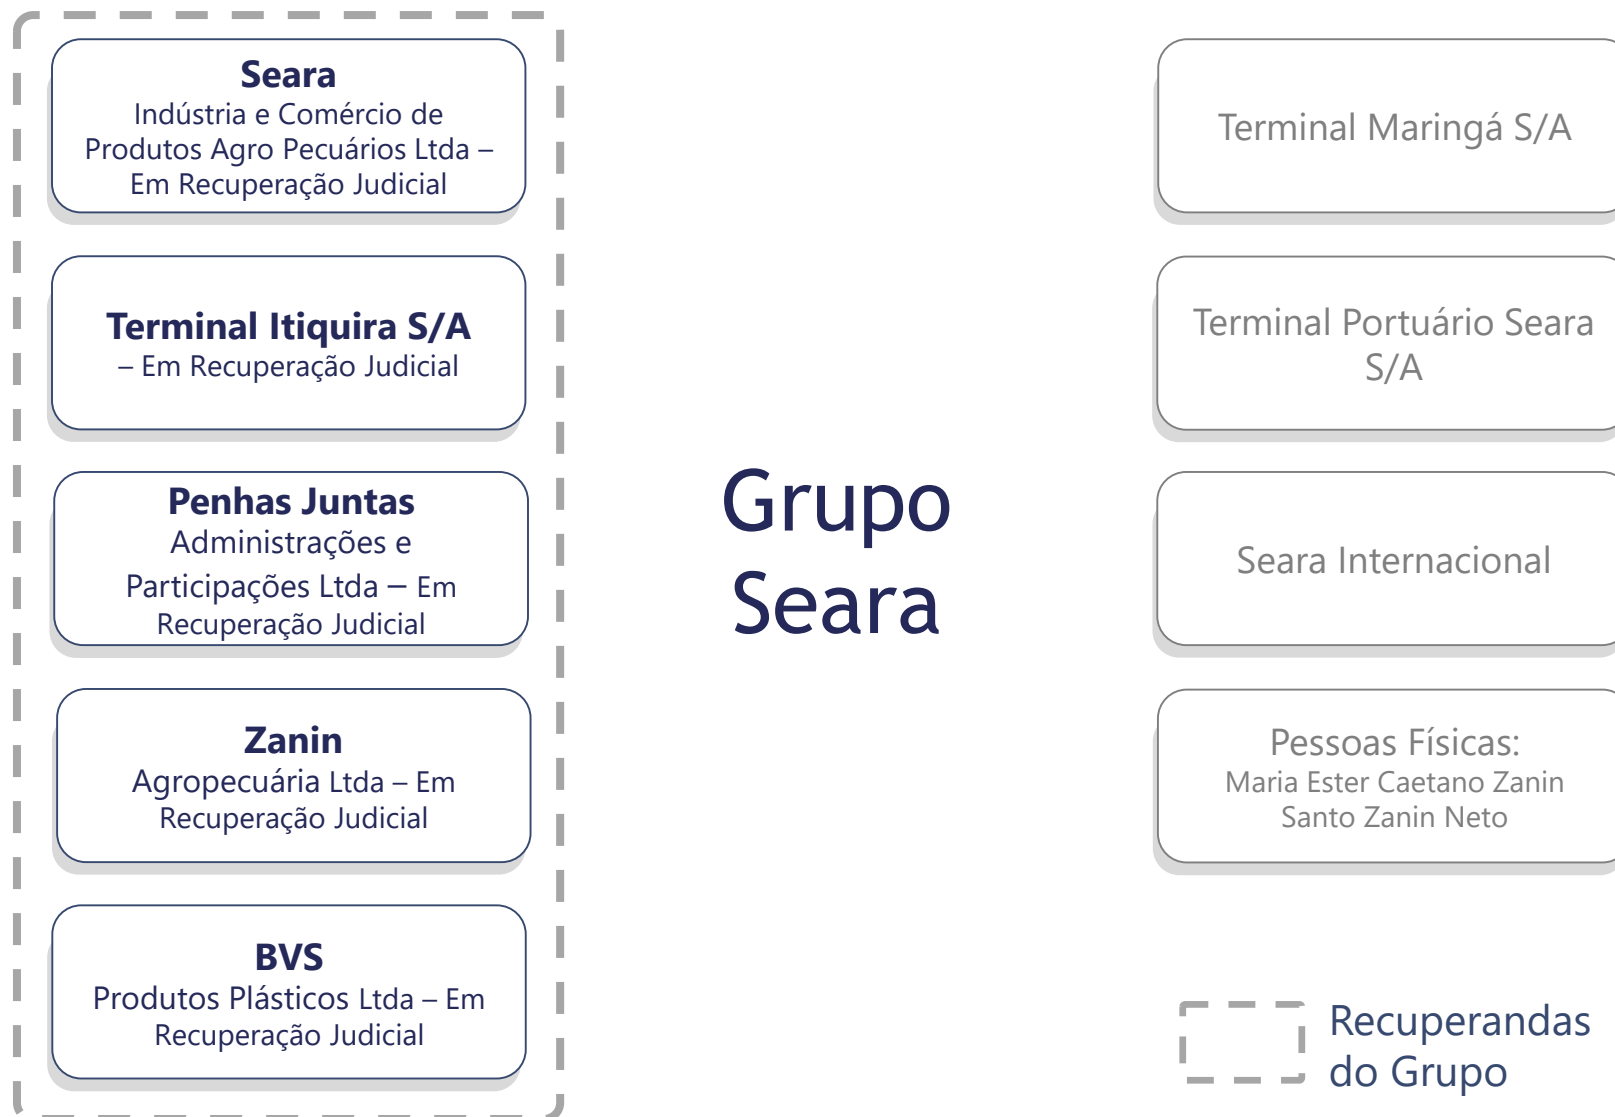 Seara
Indústria e Comércio de
Produtos Agro Pecuários Ltda –
Em Recuperação Judicial
Terminal Itiquira S/A
– Em Recuperação Judicial
Penhas Juntas
Administrações e
Participações Ltda – Em
Recuperação Judicial
Zanin
Agropecuária Ltda – Em
Recuperação Judicial
BVS
Produtos Plásticos Ltda – Em
Recuperação Judicial
Grupo
Seara
Terminal Maringá S/A
Terminal Portuário Seara
S/A
Seara Internacional
Pessoas Físicas:
Maria Ester Caetano Zanin
Santo Zanin Neto
Recuperandas
do Grupo